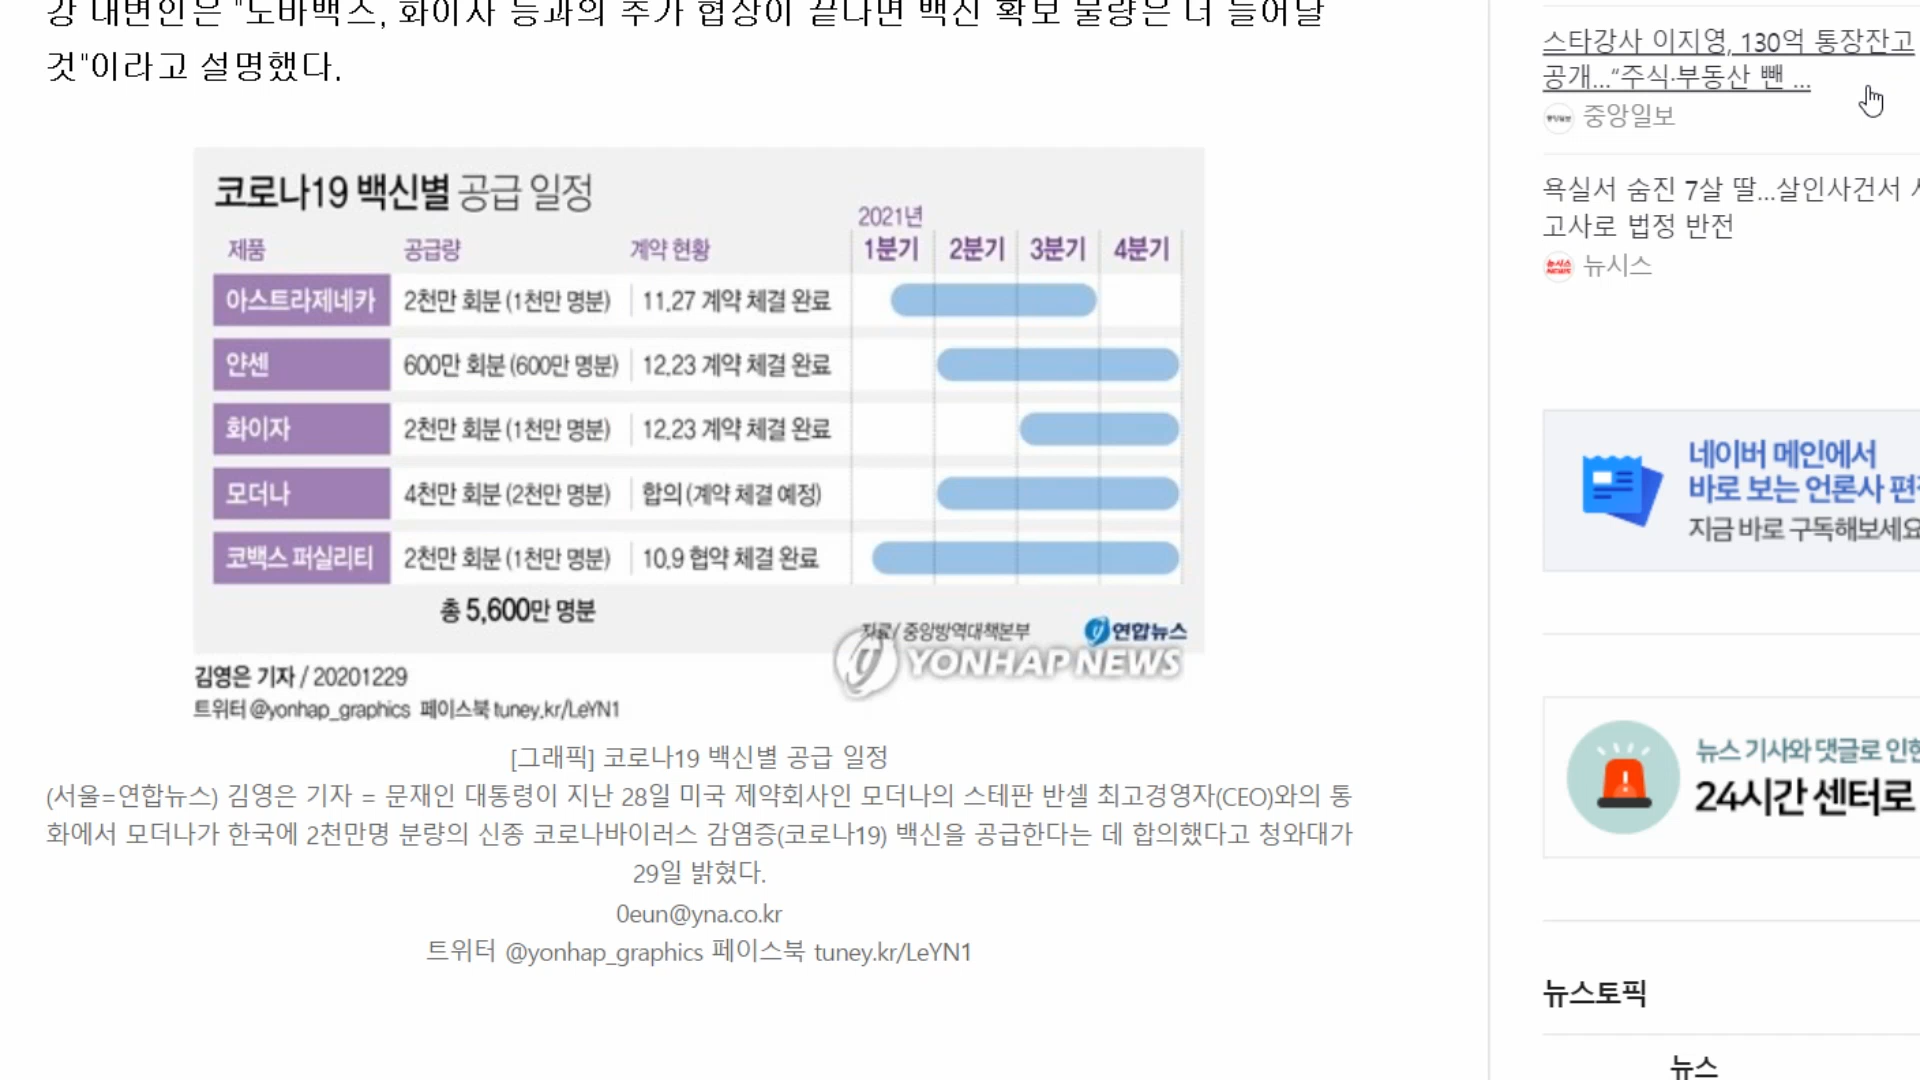 강 대변인은 "노바백스, 화이자 등과의 추가 협상이 끝나면 백신 확보 물량은 더 늘어날
것"이라고 설명했다.
코로나19 백신별 공급 일정
2021년
제품 공급량 계약 현황 1분기 2분기 3분기 4분기
아스트라제네카 2천만 회분 (1천만 명분) 11.27 계약 체결 완료
얀센 600만 회분 (600만 명분) 12.23 계약 체결 완료
화이자 2천만 회분 (1천만 명분) 12.23 계약 체결 완료
모더나 4천만 회분 (2천만 명분) 합의 (계약 체결 예정)
코백스 퍼실리티 2천만 회분 (1천만 명분) 10.9 협약 체결 완료
총 5,600만 명분
자료/ 중앙방역대책본부 연합뉴스
YONHAP NEWS
김영은 기자 / 20201229
트위터 @yonhap_graphics 페이스북 tuney.kr/LeYN1
[그래픽] 코로나19 백신별 공급 일정
(서울=연합뉴스) 김영은 기자 = 문재인 대통령이 지난 28일 미국 제약회사인 모더나의 스테판 반셀 최고경영자(CEO)와의 통
화에서 모더나가 한국에 2천만명 분량의 신종 코로나바이러스 감염증(코로나19) 백신을 공급한다는 데 합의했다고 청와대가
29일 밝혔다.
0eun@yna.co.kr
트위터 @yonhap_graphics 페이스북 tuney.kr/LeYN1
스타강사 이지영, 130억 통장잔고
공개…“주식·부동산 뺀 …
중앙일보
욕실서 숨진 7살 딸…살인사건서
고사로 법정 반전
뉴시스
네이버 메인에서
바로 보는 언론사 편
지금 바로 구독해보세요
뉴스 기사와 댓글로 인한
24시간 센터로
뉴스토픽
뉴스